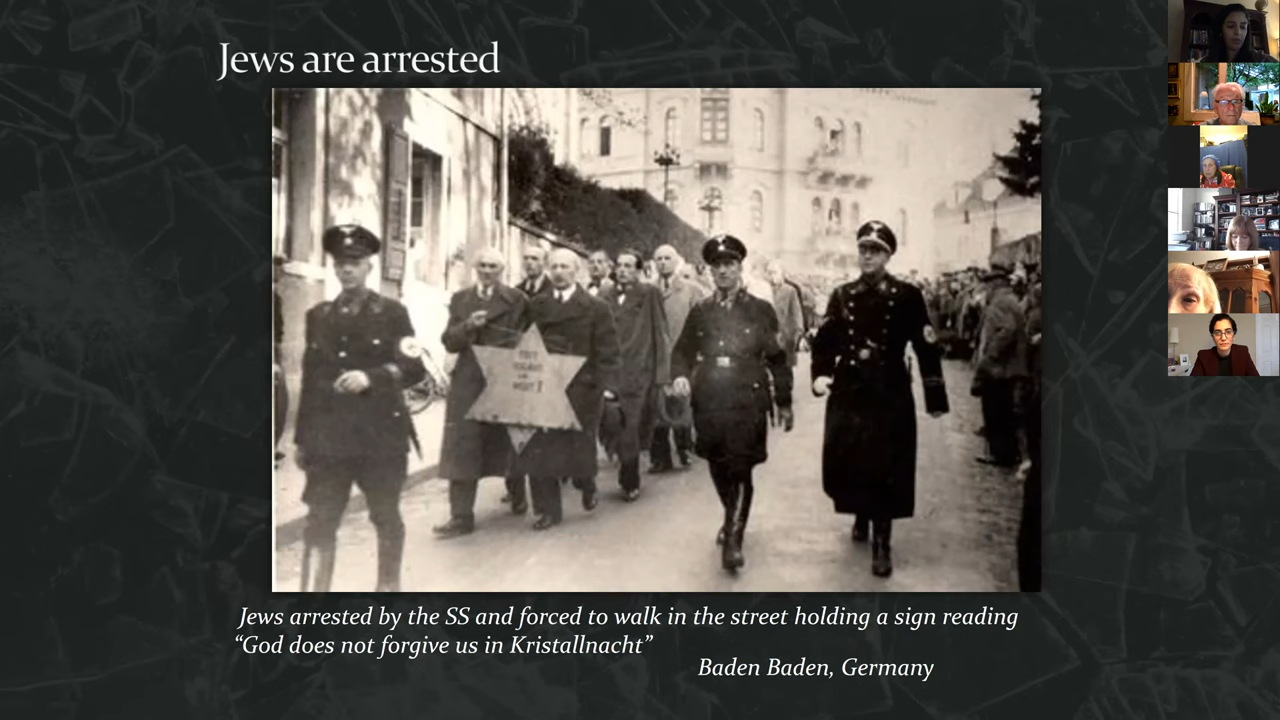 Jews are arrested
Jews arrested by the SS and forced to walk in the street holding a sign reading
“God does not forgive us in Kristallnacht”
Baden Baden, Germany